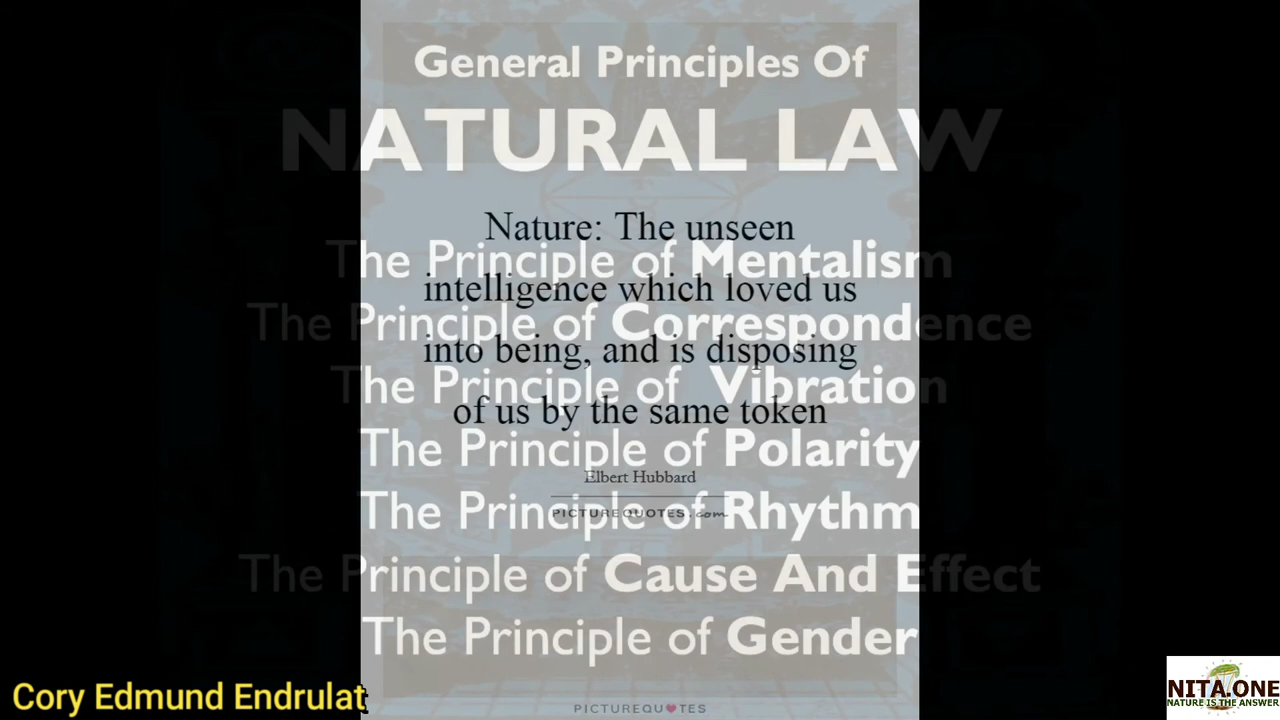 General Principles Of
NATURAL LAW
Nature: The unseen
The Principle of Mentalism
intelligence which loved us
The Principle of Correspondence
into being, and is disposing
The Principle of Vibration
of us by the same token
The Principle of Polarity
Elbert Hubbard
The Principle of Rhythm
PICTUREQUOTES.com
The Principle of Cause And Effect
The Principle of Gender
Cory Edmund Endrulat
NITA.ONE
NATURE IS THE ANSWER
PICTUREQU♥TES